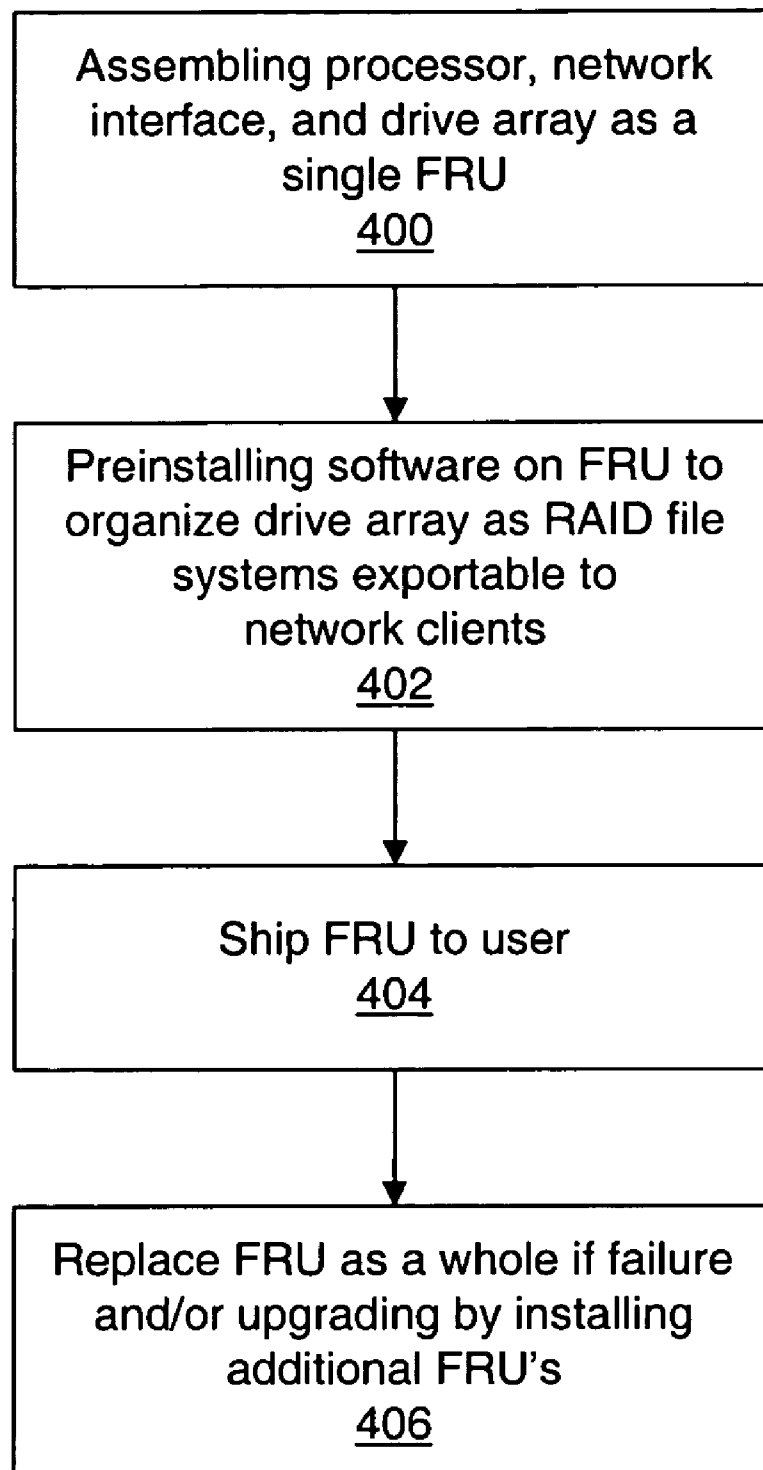 Assembling processor, network
interface, and drive array as a
single FRU
400
Preinstalling software on FRU to
organize drive array as RAID file
systems exportable to
network clients
402
Ship FRU to user
404
Replace FRU as a whole if failure
and/or upgrading by installing
additional FRU's
406